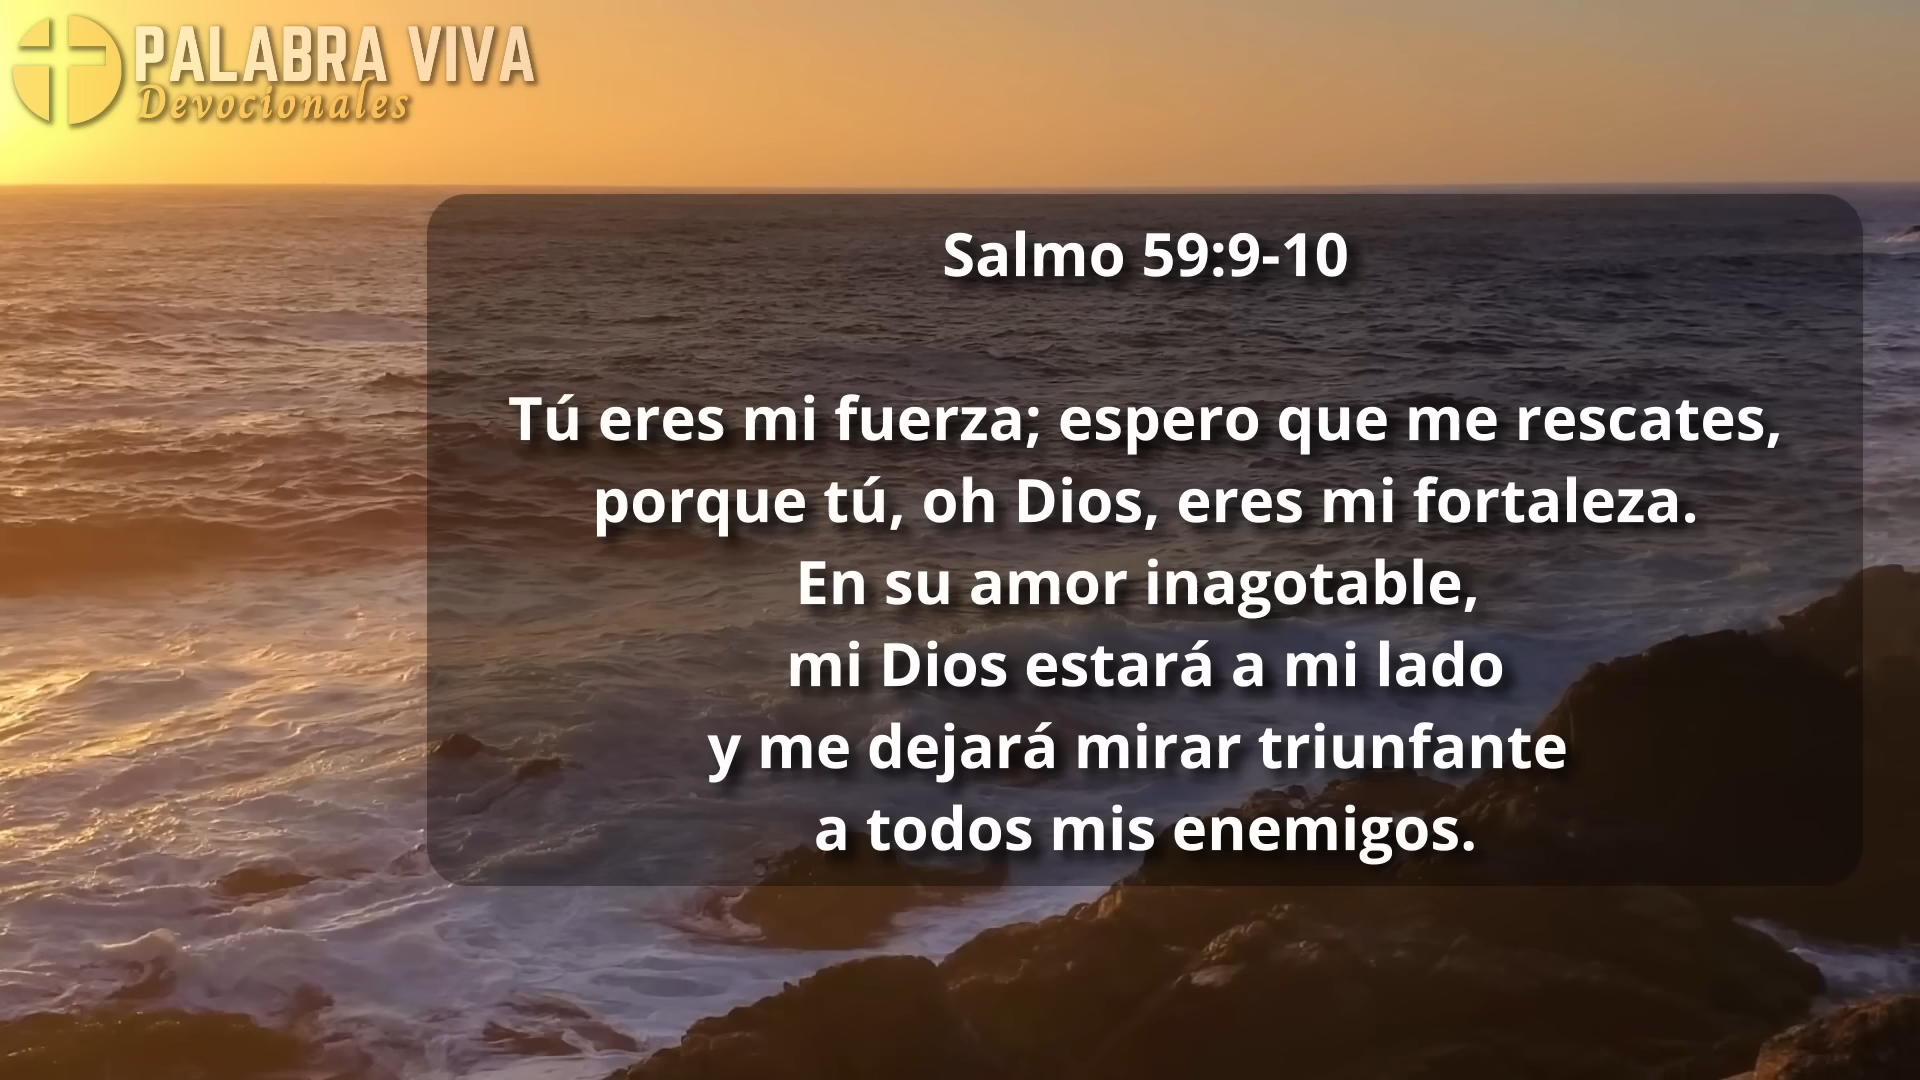 PALABRA VIVA
Devocionales
Salmo 59:9-10
Tú eres mi fuerza; espero que me rescates,
porque tú, oh Dios, eres mi fortaleza.
En su amor inagotable,
mi Dios estará a mi lado
y me dejará mirar triunfante
a todos mis enemigos.